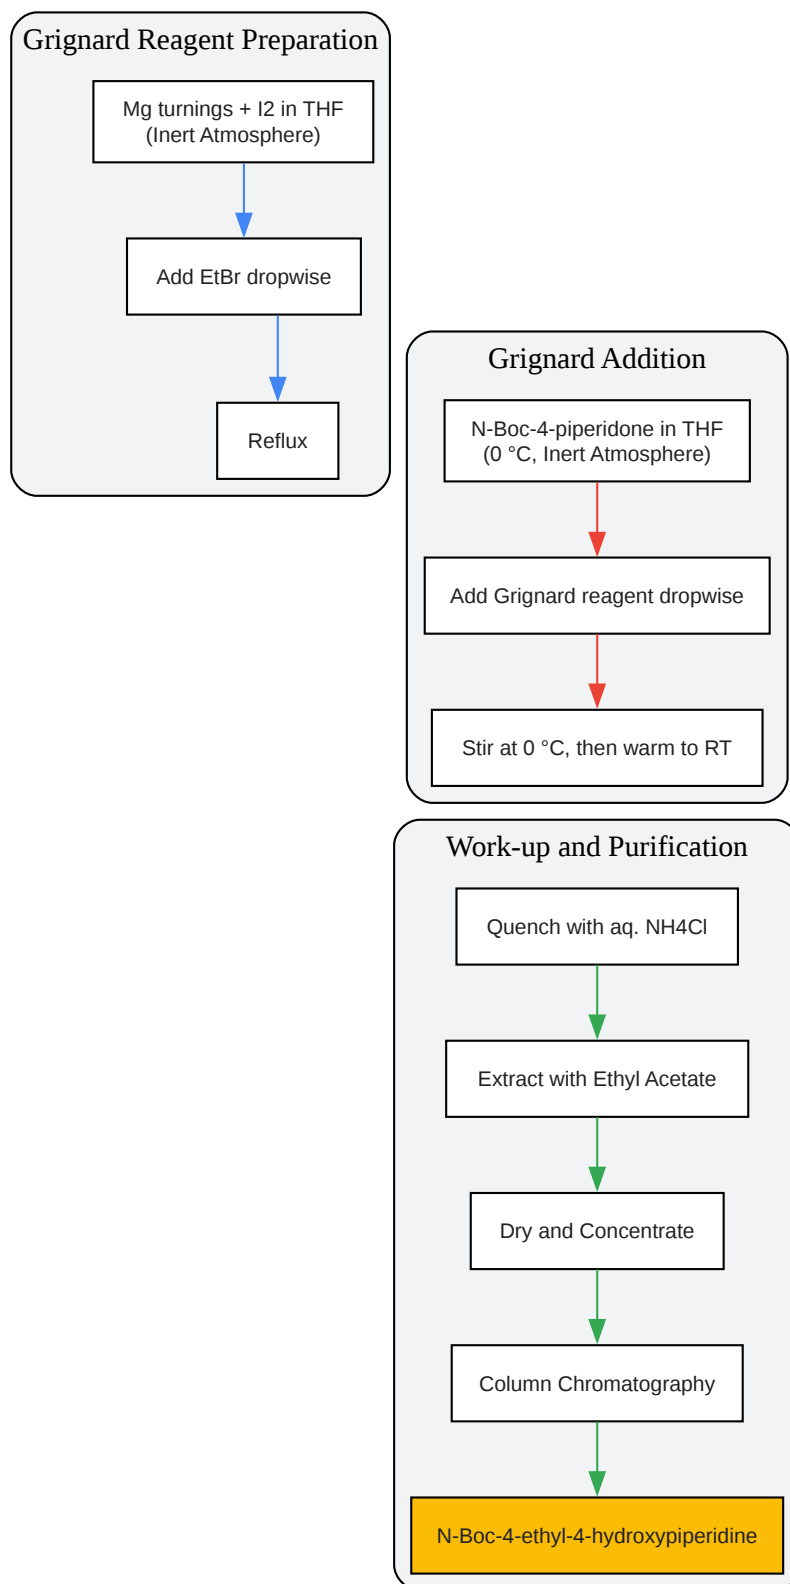 Grignard Reagent Preparation
Mg turnings + I2 in THF
(Inert Atmosphere)
Add EtBr dropwise
Reflux
Grignard Addition
N-Boc-4-piperidone in THF
(0 °C, Inert Atmosphere)
Add Grignard reagent dropwise
Stir at 0 °C, then warm to RT
Work-up and Purification
Quench with aq. NH4Cl
Extract with Ethyl Acetate
Dry and Concentrate
Column Chromatography
N-Boc-4-ethyl-4-hydroxypiperidine